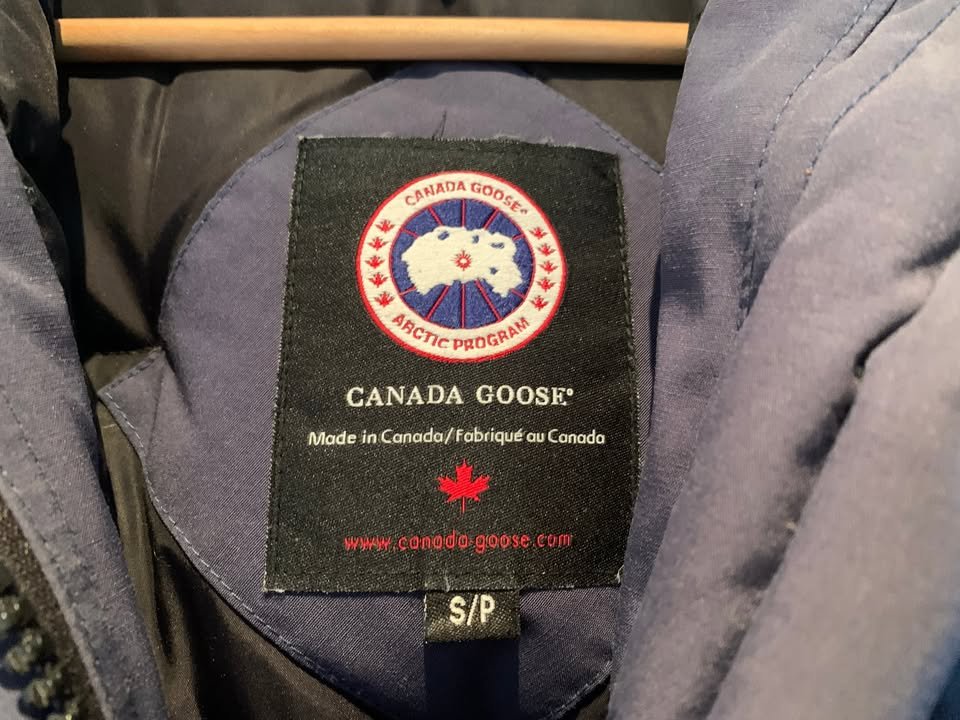 CANADA GOOSE®
ARCTIC PROGRAM
CANADA GOOSE®
Made in Canada/Fabriqué au Canada
www.canada-goose.com
S/P